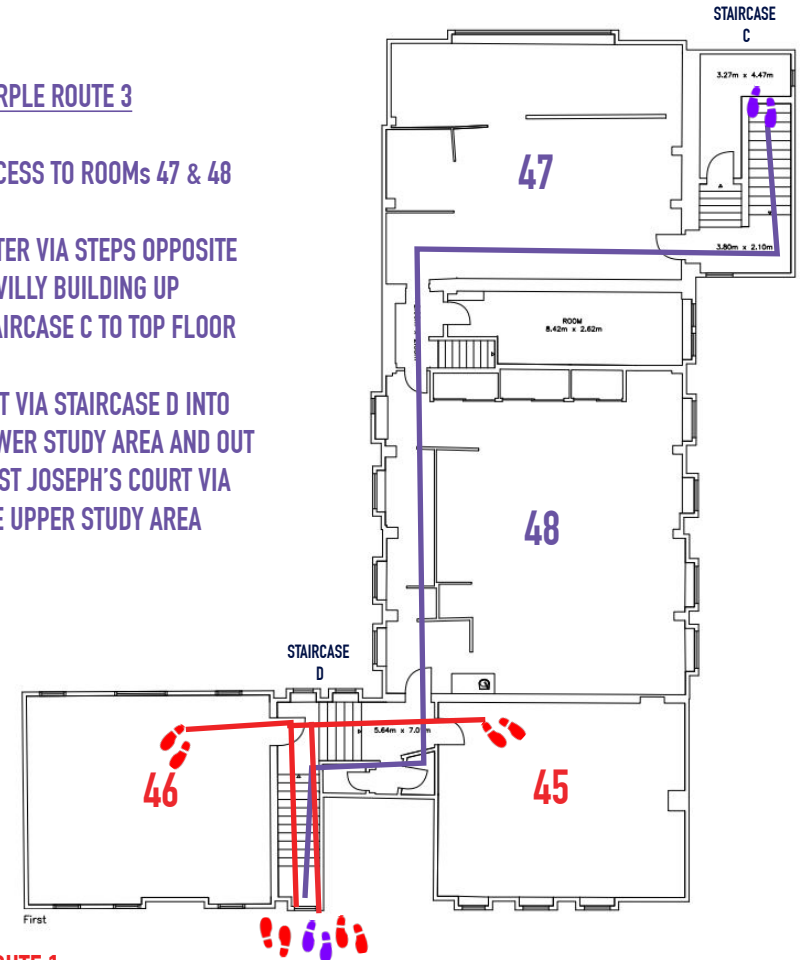 STAIRCASE
C
RPLE ROUTE 3
3.27m x 4.47m
CESS TO ROOMs 47 & 48
47
TER VIA STEPS OPPOSITE
VILLY BUILDING UP
AIRCASE C TO TOP FLOOR
3.80m x 2.10m
ROOM
8.42m x 2.62m
T VIA STAIRCASE D INTO
WER STUDY AREA AND OUT
ST JOSEPH'S COURT VIA
E UPPER STUDY AREA
48
STAIRCASE
D
5.64m x 7.0
46
45
First